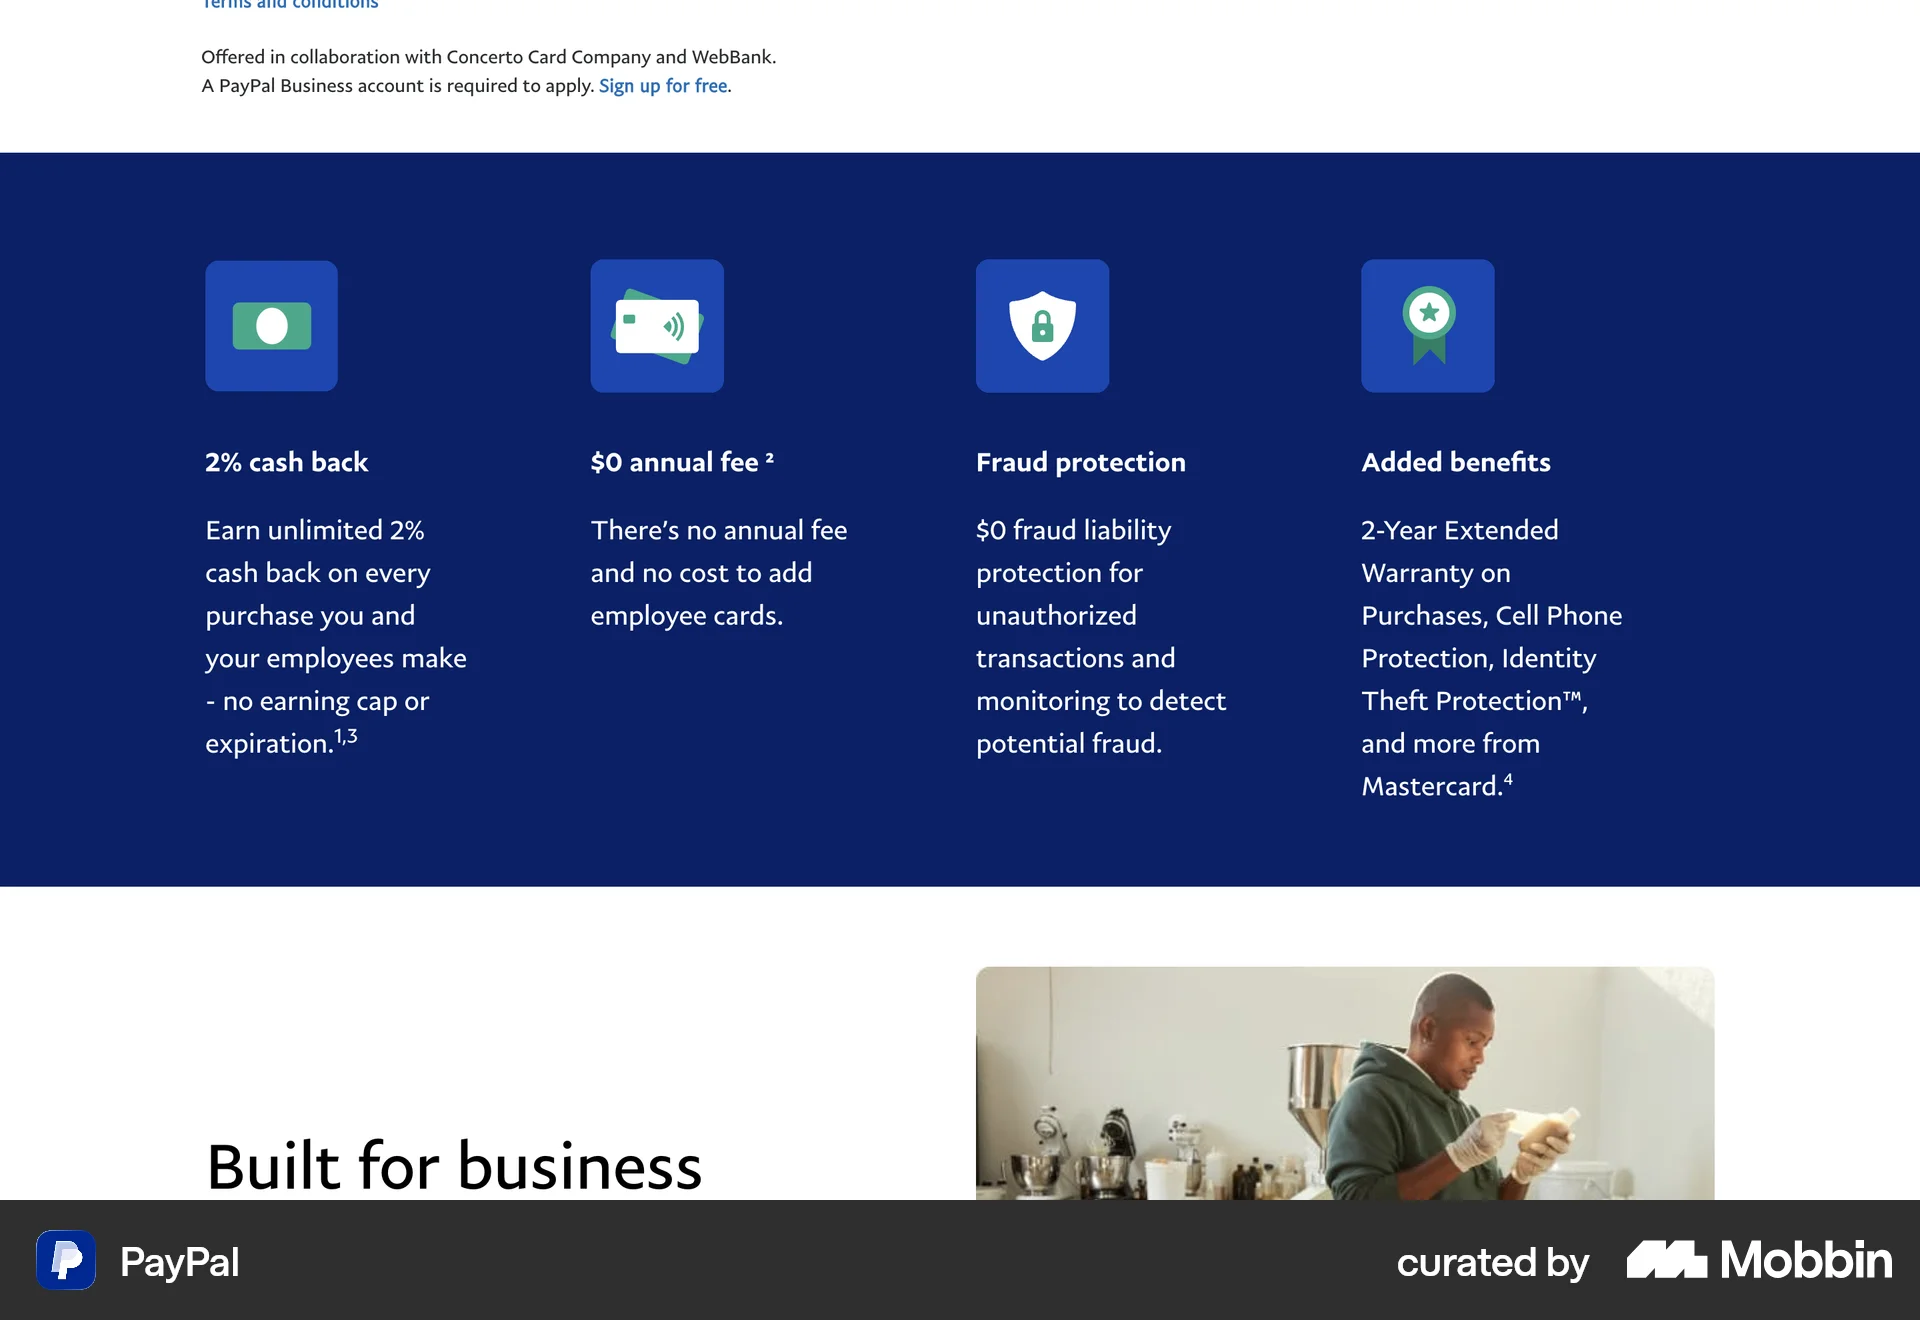 Terms and conditions
Offered in collaboration with Concerto Card Company and WebBank.
A PayPal Business account is required to apply. Sign up for free.
2% cash back
Earn unlimited 2%
cash back on every
purchase you and
your employees make
- no earning cap or
expiration.1,3
$0 annual fee ²
There’s no annual fee
and no cost to add
employee cards.
Fraud protection
$0 fraud liability
protection for
unauthorized
transactions and
monitoring to detect
potential fraud.
Added benefits
2-Year Extended
Warranty on
Purchases, Cell Phone
Protection, Identity
Theft Protection™,
and more from
Mastercard.4
Built for business
PayPal
curated by Mobbin